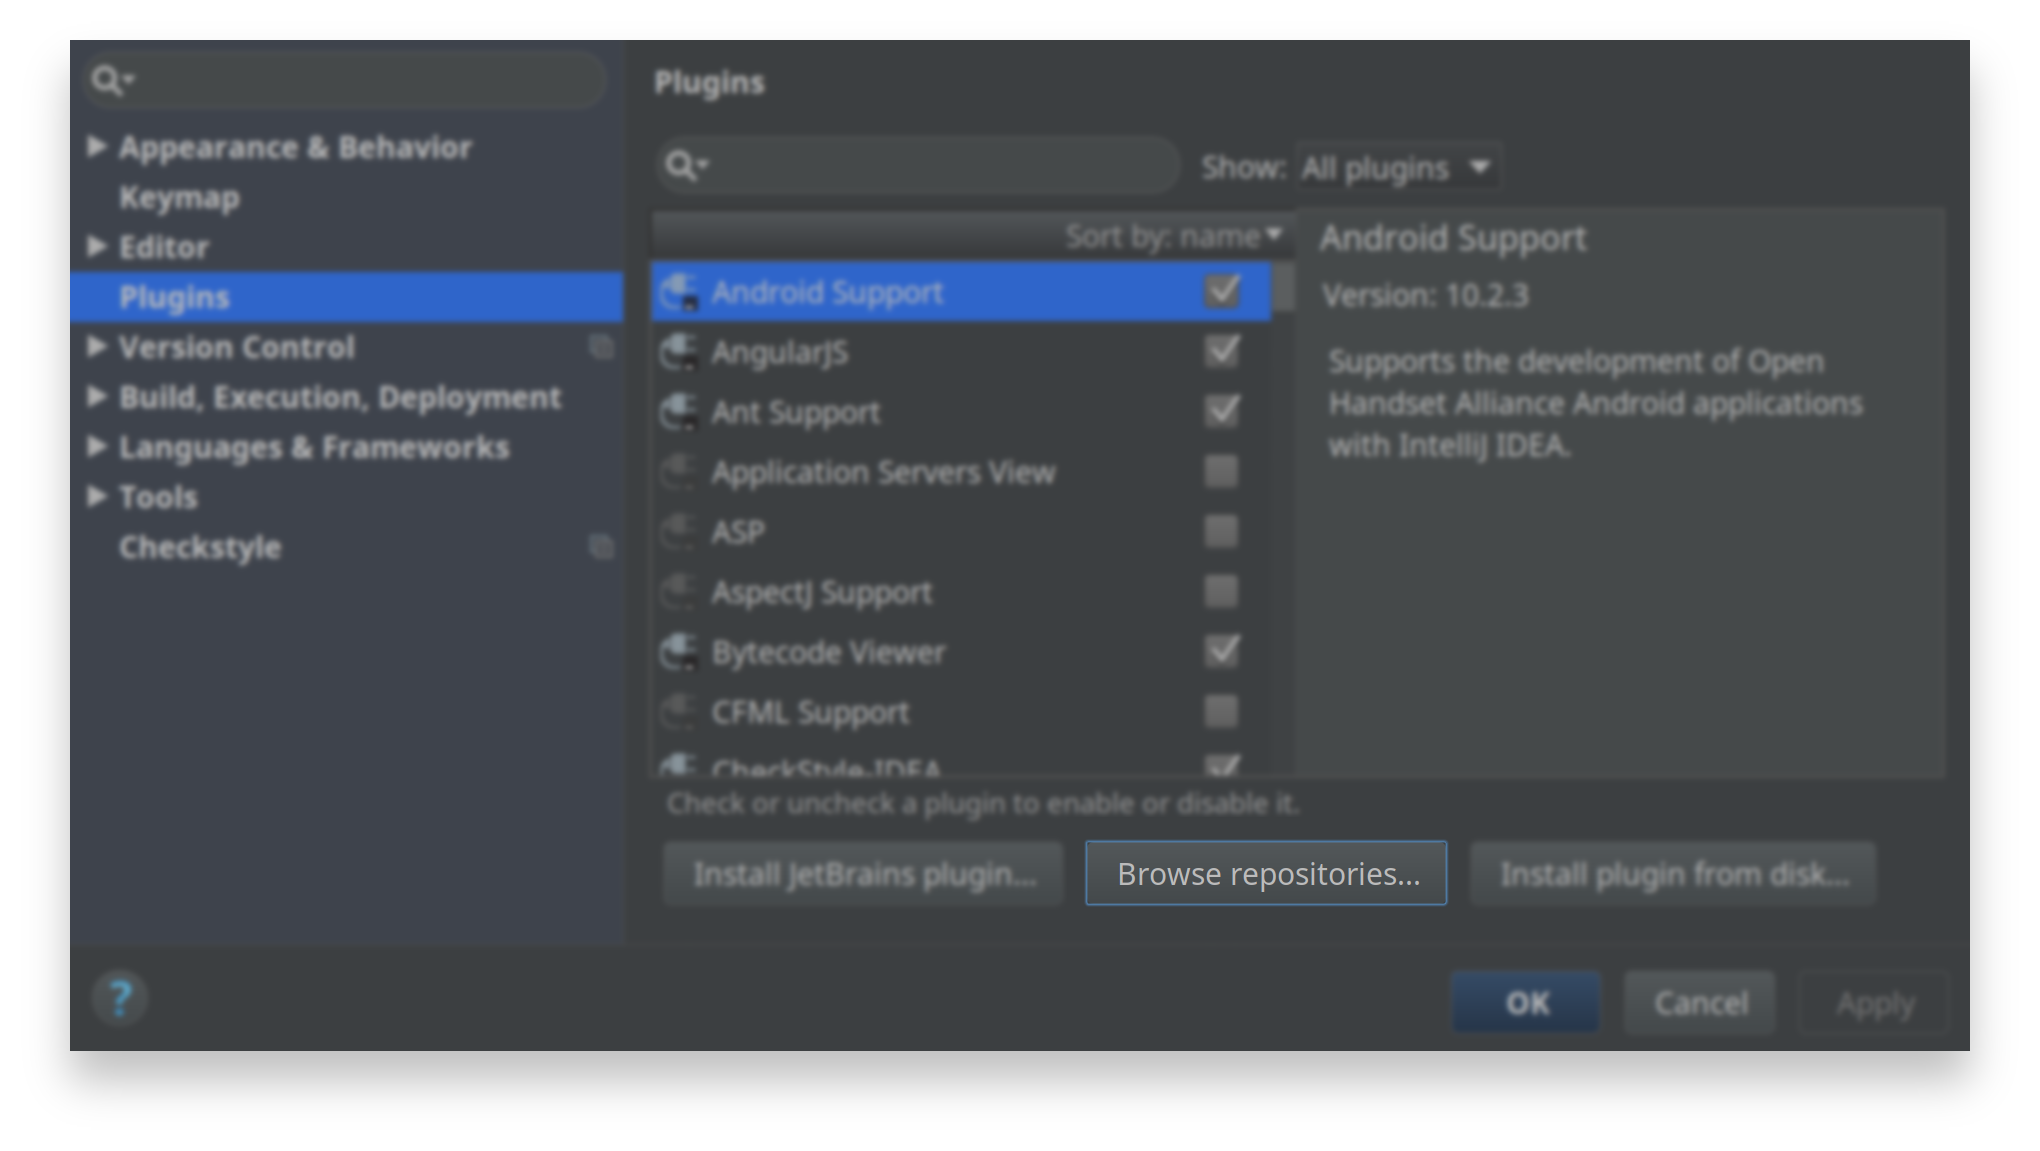 Appearance & Behavior
Keymap
Editor
Plugins
Version Control
Build, Execution, Deployment
Languages & Frameworks
Tools
Checkstyle
Plugins
Show: All plugins
Sort by: name
Android Support
AngularJS
Ant Support
Application Servers View
ASP
AspectJ Support
Bytecode Viewer
CFML Support
CheckStyle-IDEA
Android Support
Version: 10.2.3
Supports the development of Open
Handset Alliance Android applications
with IntelliJ IDEA.
Check or uncheck a plugin to enable or disable it.
Install JetBrains plugin...
Browse repositories...
Install plugin from disk...
?
OK
Cancel
Apply